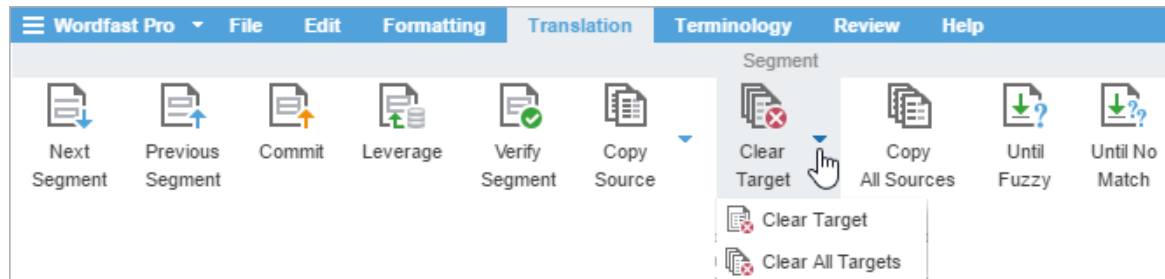 Wordfast Pro File Edit Formatting Translation Terminology Review Help
Segment
Next Segment
Previous Segment
Commit
Leverage
Verify Segment
Copy Source
Clear Target
Copy All Sources
Until Fuzzy
Until No Match
Clear Target
Clear All Targets